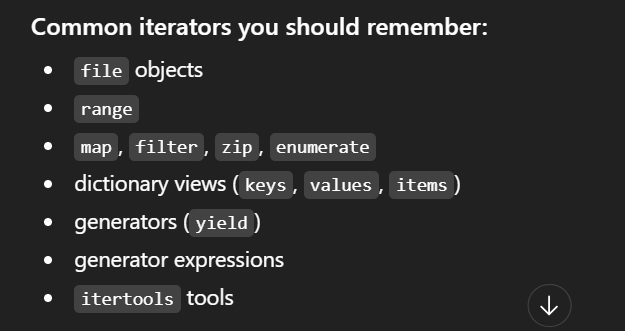 Common iterators you should remember:
• file objects
• range
• map, filter, zip, enumerate
• dictionary views (keys, values, items)
• generators (yield)
• generator expressions
• itertools tools